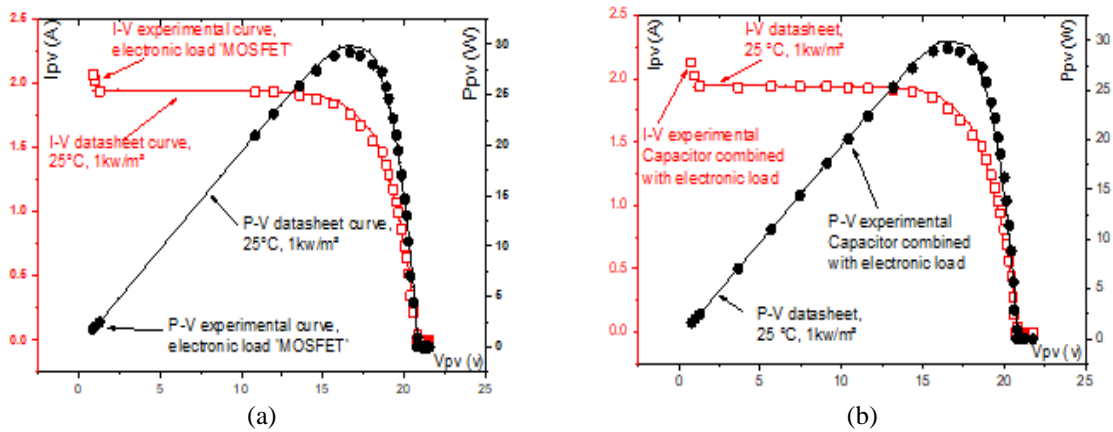 2.5
2.0
1.5
1.0
0.5
0.0
Ipv (A)
I-V experimental curve,
electronic load 'MOSFET'
I-V datasheet curve,
25°C, 1kw/m²
P-V datasheet curve,
25°C, 1kw/m²
P-V experimental curve,
electronic load 'MOSFET'
Ppv (W)
30
25
20
15
10
5
0
Vpv (v)
0 5 10 15 20 25
(a)
2.5
2.0
1.5
1.0
0.5
0.0
Ipv (A)
I-V datasheet,
25 °C, 1kw/m²
I-V experimental
Capacitor combined
with electronic load
P-V experimental
Capacitor combined
with electronic load
P-V datasheet,
25 °C, 1kw/m²
Ppv (W)
30
25
20
15
10
5
0
Vpv (v)
0 5 10 15 20 25
(b)